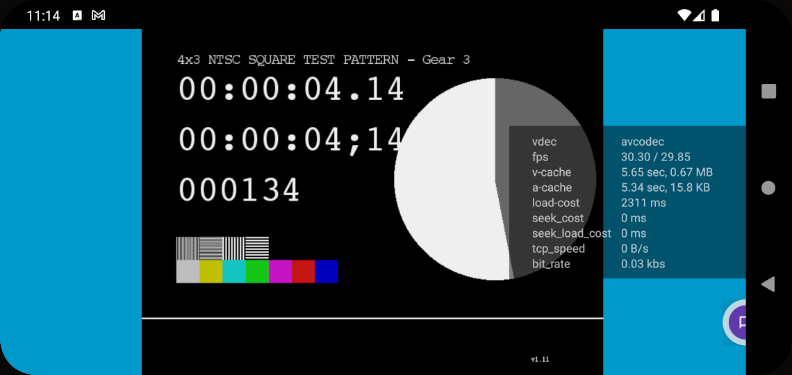 11:14
4x3 NTSC SQUARE TEST PATTERN - Gear 3
00:00:04.14
00:00:04;14
000134
vdec avcodec
fps 30.30 / 29.85
v-cache 5.65 sec, 0.67 MB
a-cache 5.34 sec, 15.8 KB
load-cost 2311 ms
seek_cost 0 ms
seek_load_cost 0 ms
tcp_speed 0 B/s
bit_rate 0.03 kbs
v1.11